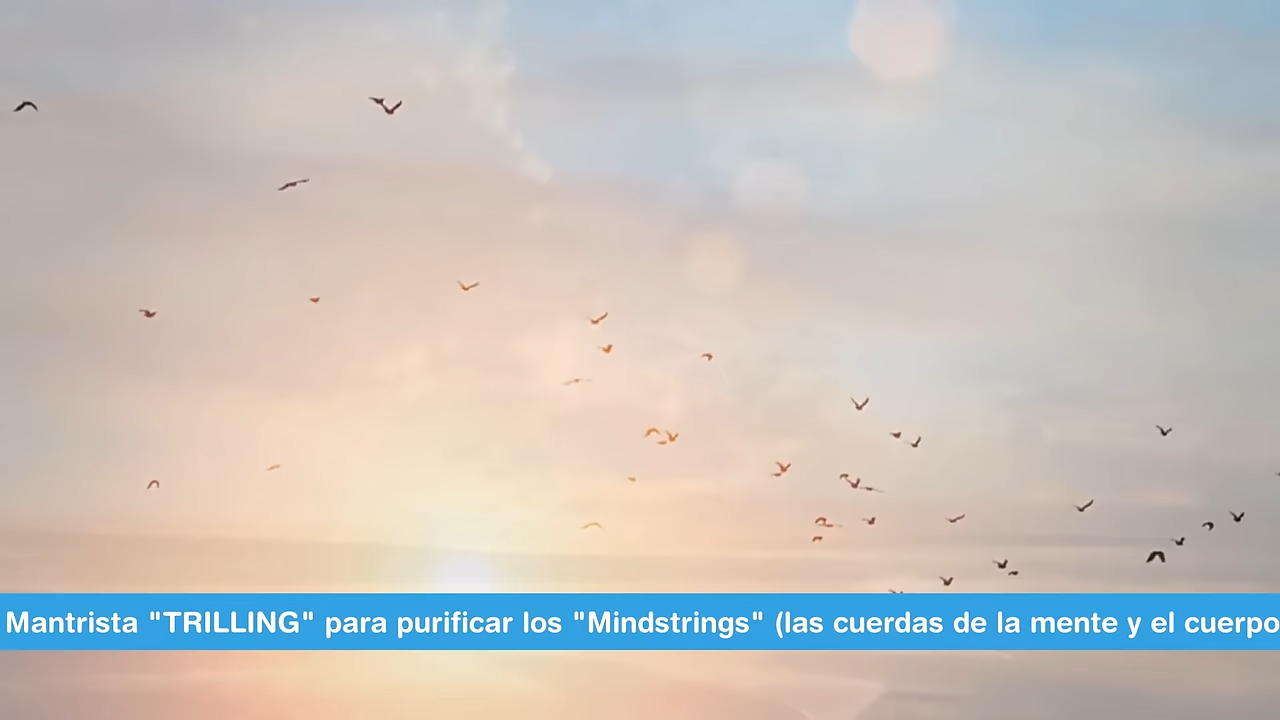 Mantrista "TRILLING" para purificar los "Mindstrings" (las cuerdas de la mente y el cuerpo